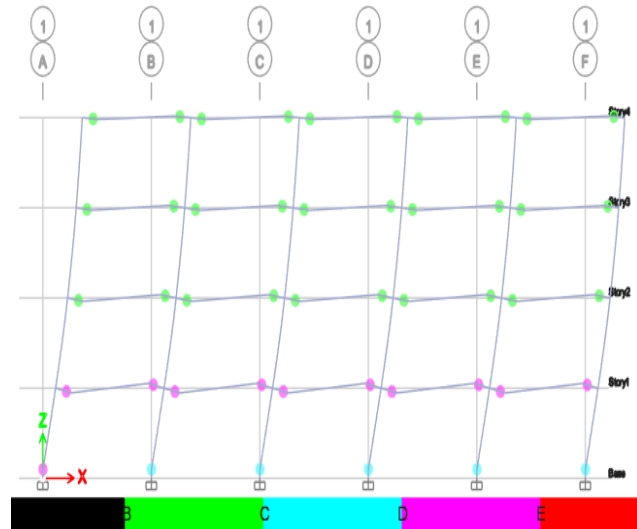 1 1 1 1 1 1
A B C D E F
Story4
Story3
Story2
Story1
Z
X
Base
B C D E